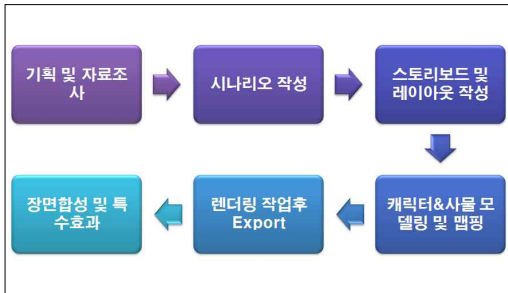 기획 및 자료조
사
시나리오 작성
스토리보드 및
레이아웃 작성
캐릭터&사물 모
델링 및 맵핑
렌더링 작업후
Export
장면합성 및 특
수효과